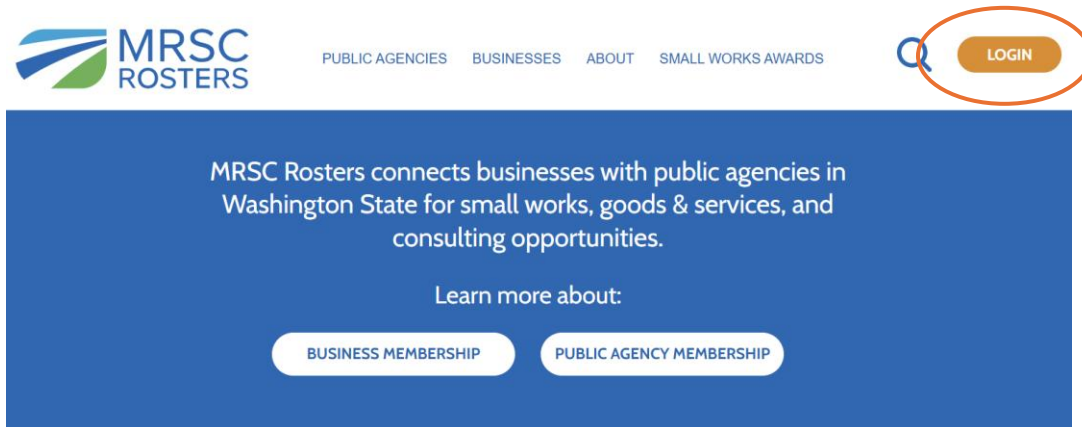 MRSC
ROSTERS
PUBLIC AGENCIES BUSINESSES ABOUT SMALL WORKS AWARDS
LOGIN
MRSC Rosters connects businesses with public agencies in
Washington State for small works, goods & services, and
consulting opportunities.
Learn more about:
BUSINESS MEMBERSHIP PUBLIC AGENCY MEMBERSHIP